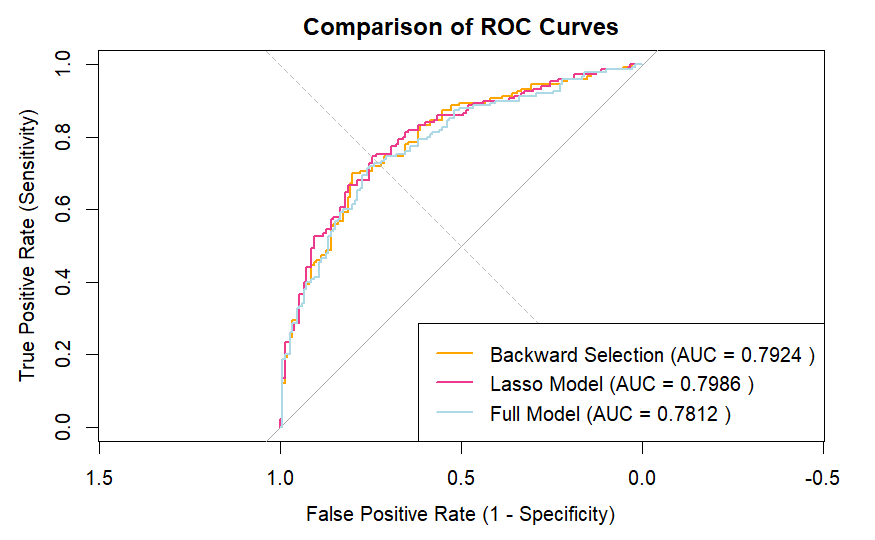 Comparison of ROC Curves
True Positive Rate (Sensitivity)
1.0
0.8
0.6
0.4
0.2
0.0
Backward Selection (AUC = 0.7924 )
Lasso Model (AUC = 0.7986 )
Full Model (AUC = 0.7812 )
1.5 1.0 0.5 0.0 -0.5
False Positive Rate (1 - Specificity)